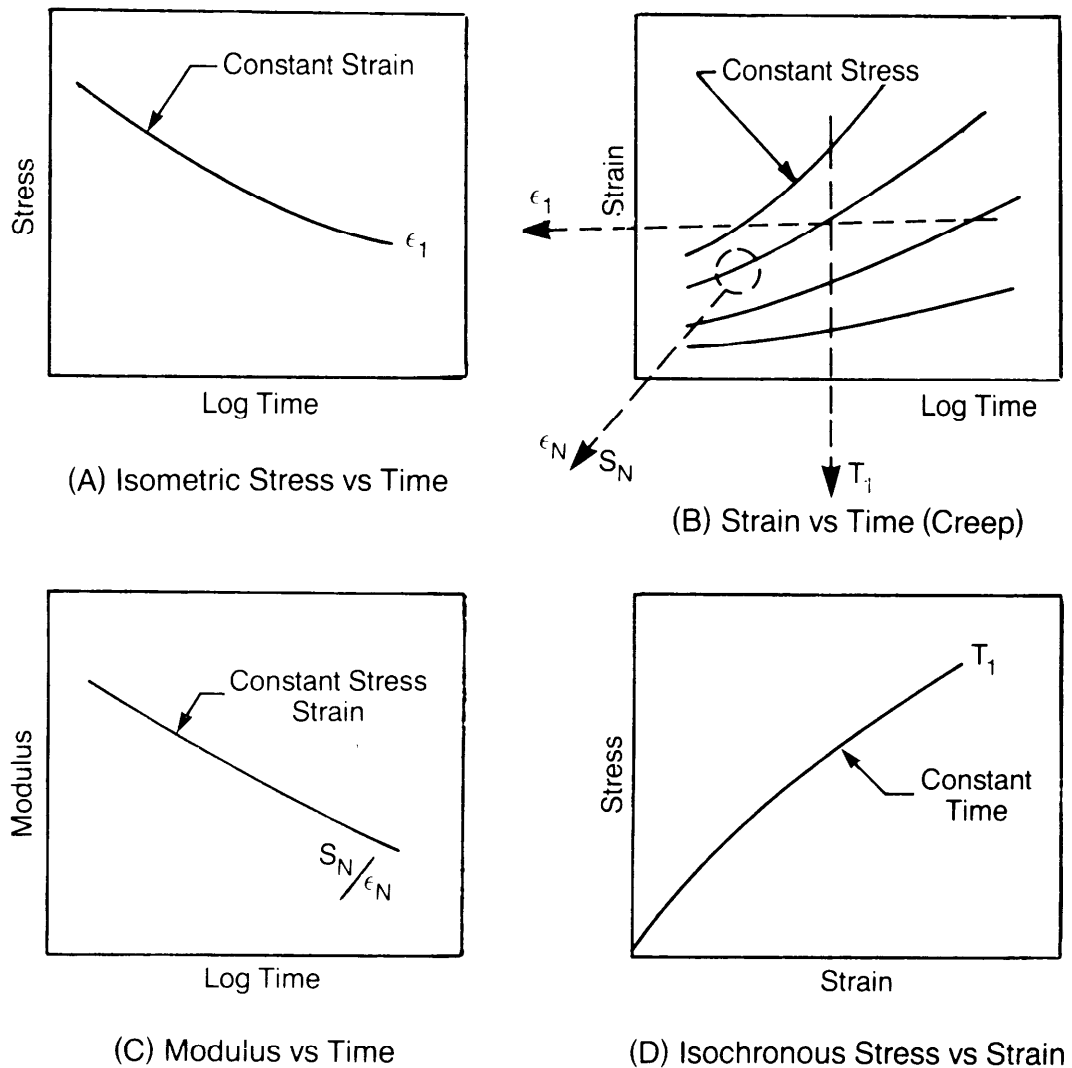 Constant Strain
Stress
ϵ1
Log Time
(A) Isometric Stress vs Time
Constant Stress
Strain
ϵ1
Log Time
ϵN
SN
T1
(B) Strain vs Time (Creep)
Constant Stress
Strain
Modulus
SN/ϵN
Log Time
(C) Modulus vs Time
T1
Stress
Constant
Time
Strain
(D) Isochronous Stress vs Strain